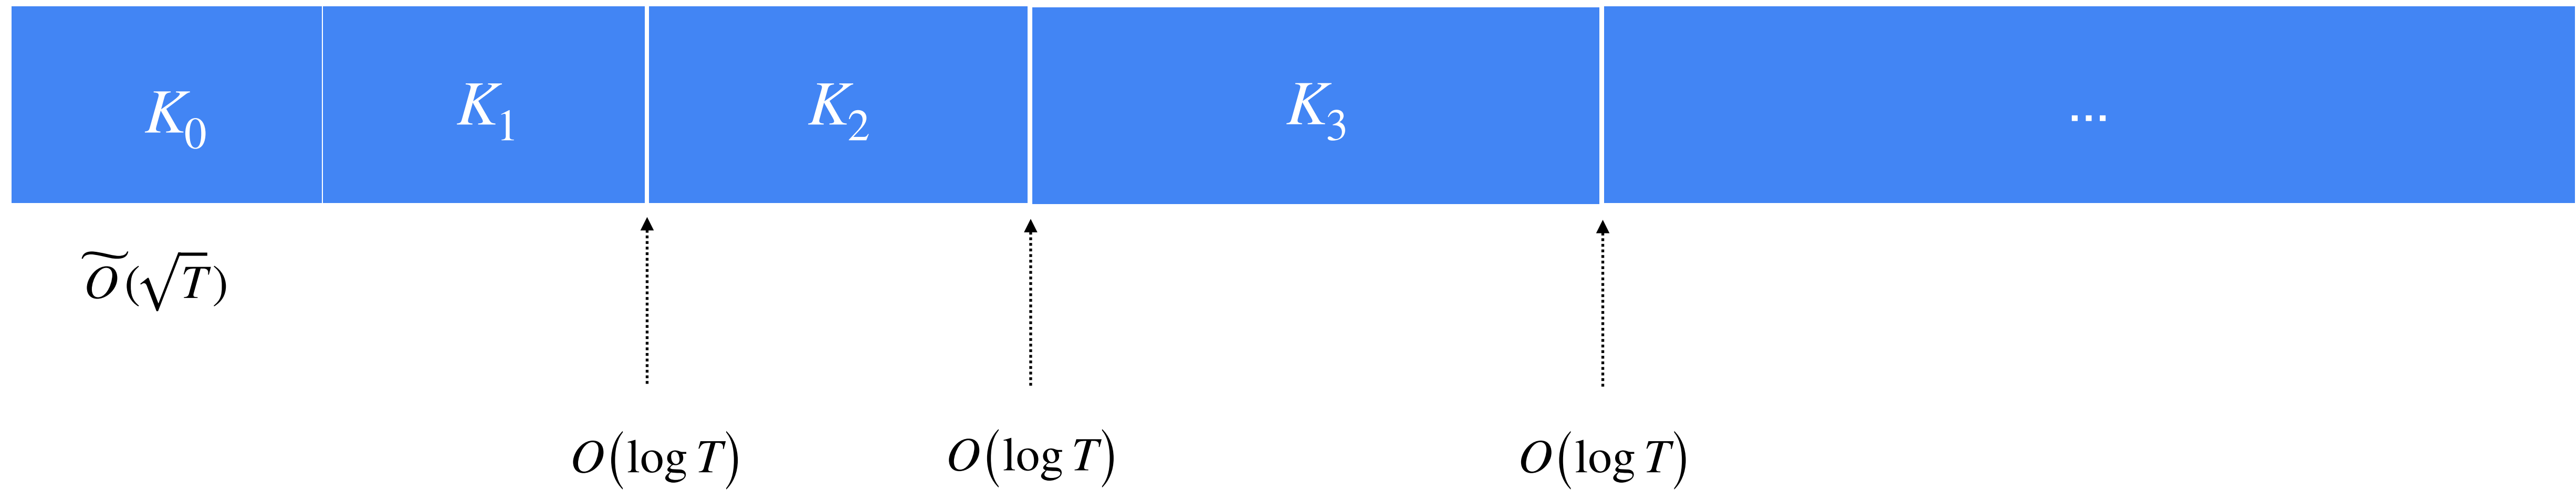 K₀ K₁ K₂ K₃ ...
Õ(√T)
O(log T) O(log T) O(log T)